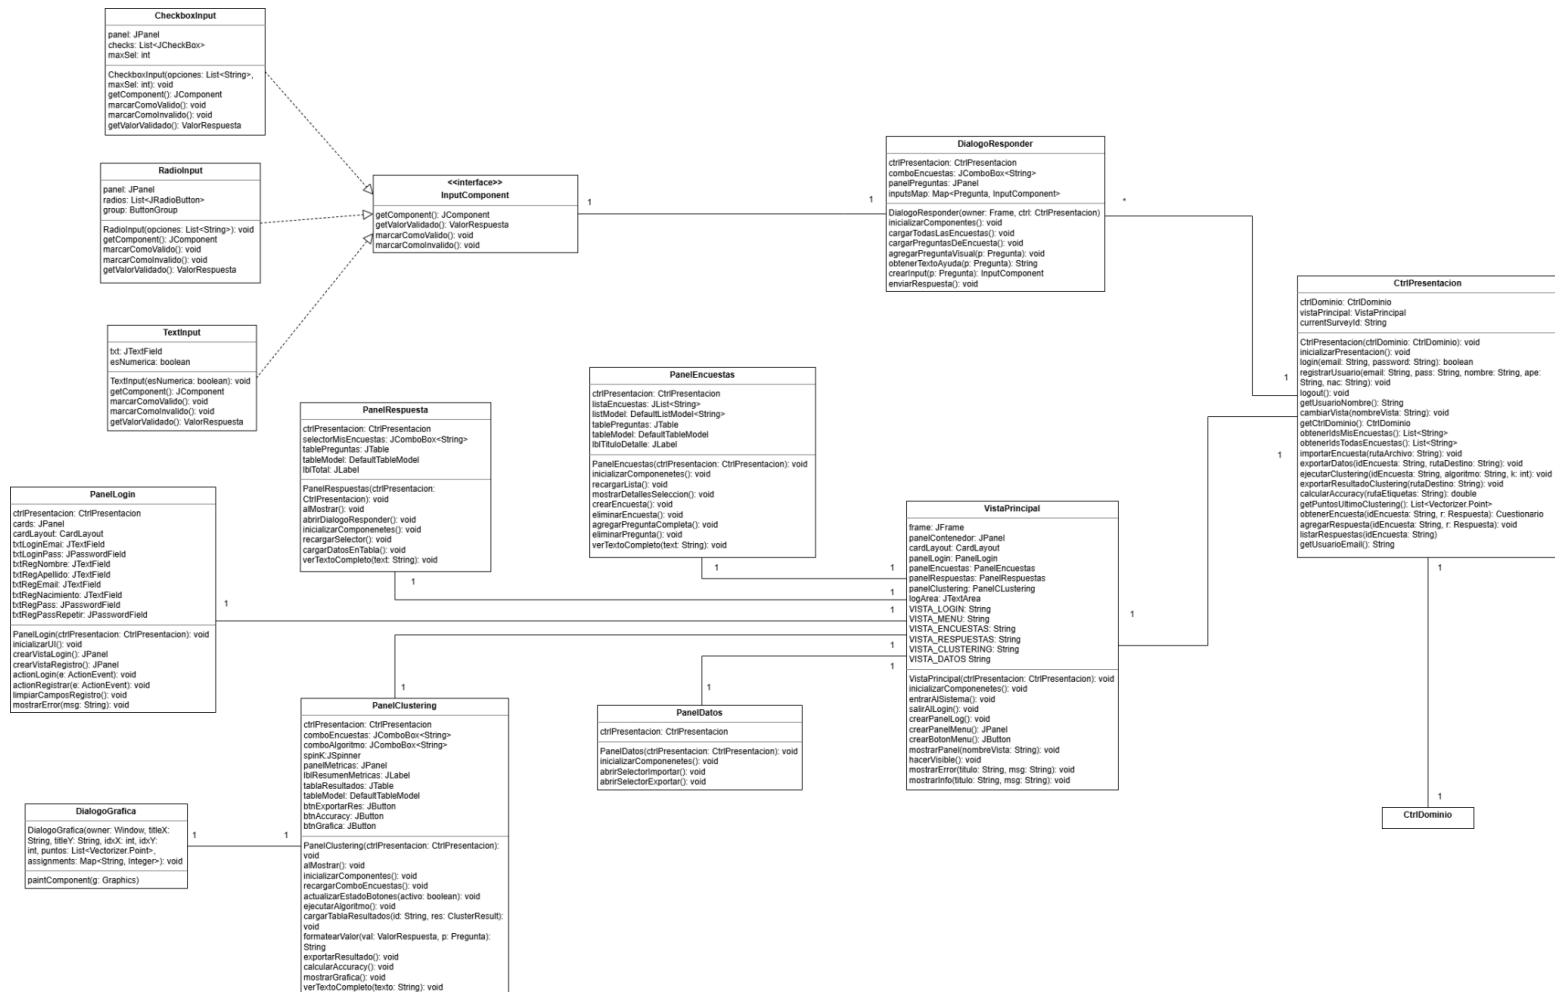 CheckboxInput
panel: JPanel
checks: List<JCheckBox>
maxSel: int
CheckboxInput(opciones: List<String>,
maxSel: int): void
getComponent(): JComponent
marcarComoValido(): void
marcarComoInvalido(): void
getValorValidado(): ValorRespuesta
RadioInput
panel: JPanel
radios: List<JRadioButton>
group: ButtonGroup
RadioInput(opciones: List<String>): void
getComponent(): JComponent
marcarComoValido(): void
marcarComoInvalido(): void
getValorValidado(): ValorRespuesta
TextInput
txt: JTextField
esNumerica: boolean
TextInput(esNumerica: boolean): void
getComponent(): JComponent
marcarComoValido(): void
marcarComoInvalido(): void
getValorValidado(): ValorRespuesta
<<interface>>
InputComponent
getComponent(): JComponent
getValorValidado(): ValorRespuesta
marcarComoValido(): void
marcarComoInvalido(): void
1
1
DialogoResponder
ctrlPresentacion: CtrlPresentacion
comboEncuestas: JComboBox<String>
panelPreguntas: JPanel
inputsMap: Map<Pregunta, InputComponent>
DialogoResponder(owner: Frame, ctrl: CtrlPresentacion)
inicializarComponentes(): void
cargarTodasLasEncuestas(): void
cargarPreguntasDeEncuesta(): void
agregarPreguntaVisual(p: Pregunta): void
obtenerTextoAyuda(p: Pregunta): String
crearInput(p: Pregunta): InputComponent
enviarRespuesta(): void
*
1
CtrlPresentacion
ctrlDominio: CtrlDominio
vistaPrincipal: VistaPrincipal
currentSurveyId: String
CtrlPresentacion(ctrlDominio: CtrlDominio): void
inicializarPresentacion(): void
login(email: String, password: String): boolean
registrarUsuario(email: String, pass: String, nombre: String, ape:
String, nac: String): void
logout(): void
getUsuarioNombre(): String
cambiarVista(nombreVista: String): void
getCtrlDominio(): CtrlDominio
obtenerIdsMisEncuestas(): List<String>
obtenerIdsTodasEncuestas(): List<String>
importarEncuesta(rutaArchivo: String): void
exportarDatos(idEncuesta: String, rutaDestino: String): void
ejecutarClustering(idEncuesta: String, algoritmo: String, k: int): void
exportarResultadoClustering(rutaDestino: String): void
calcularAccuracy(rutaEtiquetas: String): double
getPuntosUltimoClustering(): List<Vectorizer.Point>
obtenerEncuesta(idEncuesta: String, r: Respuesta): Cuestionario
agregarRespuesta(idEncuesta: String, r: Respuesta): void
listarRespuestas(idEncuesta: String)
getUsuarioEmail(): String
1
1
1
1
CtrlDominio
PanelEncuestas
ctrlPresentacion: CtrlPresentacion
listaEncuestas: JList<String>
listModel: DefaultListModel<String>
tablePreguntas: JTable
tableModel: DefaultTableModel
lblTituloDetalle: JLabel
PanelEncuestas(ctrlPresentacion: CtrlPresentacion): void
inicializarComponenetes(): void
recargarLista(): void
mostrarDetallesSeleccion(): void
crearEncuesta(): void
eliminarEncuesta(): void
agregarPreguntaCompleta(): void
eliminarPregunta(): void
verTextoCompleto(text: String): void
1
1
PanelRespuesta
ctrlPresentacion: CtrlPresentacion
selectorMisEncuestas: JComboBox<String>
tablePreguntas: JTable
tableModel: DefaultTableModel
lblTotal: JLabel
PanelRespuestas(ctrlPresentacion:
CtrlPresentacion): void
alMostrar(): void
abrirDialogoResponder(): void
inicializarComponenetes(): void
recargarSelector(): void
cargarDatosEnTabla(): void
verTextoCompleto(text: String): void
1
1
PanelLogin
ctrlPresentacion: CtrlPresentacion
cards: JPanel
cardLayout: CardLayout
txtLoginEmai: JTextField
txtLoginPass: JPasswordField
txtRegNombre: JTextField
txtRegApellido: JTextField
txtRegEmail: JTextField
txtRegNacimiento: JTextField
txtRegPass: JPasswordField
txtRegPassRepetir: JPasswordField
PanelLogin(ctrlPresentacion: CtrlPresentacion): void
inicializarUI(): void
crearVistaLogin(): JPanel
crearVistaRegistro(): JPanel
actionLogin(e: ActionEvent): void
actionRegistrar(e: ActionEvent): void
limpiarCamposRegistro(): void
mostrarError(msg: String): void
1
1
VistaPrincipal
frame: JFrame
panelContenedor: JPanel
cardLayout: CardLayout
panelLogin: PanelLogin
panelEncuestas: PanelEncuestas
panelRespuestas: PanelRespuestas
panelClustering: PanelCLustering
logArea: JTextArea
VISTA_LOGIN: String
VISTA_MENU: String
VISTA_ENCUESTAS: String
VISTA_RESPUESTAS: String
VISTA_CLUSTERING: String
VISTA_DATOS String
VistaPrincipal(ctrlPresentacion: CtrlPresentacion): void
inicializarComponenetes(): void
entrarAlSistema(): void
salirAlLogin(): void
crearPanelLog(): void
crearPanelMenu(): JPanel
crearBotonMenu(): JButton
mostrarPanel(nombreVista: String): void
hacerVisible(): void
mostrarError(titulo: String, msg: String): void
mostrarInfo(titulo: String, msg: String): void
1
1
1
1
PanelDatos
ctrlPresentacion: CtrlPresentacion
PanelDatos(ctrlPresentacion: CtrlPresentacion): void
inicializarComponenetes(): void
abrirSelectorImportar(): void
abrirSelectorExportar(): void
1
PanelClustering
ctrlPresentacion: CtrlPresentacion
comboEncuestas: JComboBox<String>
comboAlgoritmo: JComboBox<String>
spinK:JSpinner
panelMetricas: JPanel
lblResumenMetricas: JLabel
tablaResultados: JTable
tableModel: DefaultTableModel
btnExportarRes: JButton
btnAccuracy: JButton
btnGrafica: JButton
PanelClustering(ctrlPresentacion: CtrlPresentacion):
void
alMostrar(): void
inicializarComponentes(): void
recargarComboEncuestas(): void
actualizarEstadoBotones(activo: boolean): void
ejecutarAlgoritmo(): void
cargarTablaResultados(id: String, res: ClusterResult):
void
formatearValor(val: ValorRespuesta, p: Pregunta):
String
exportarResultado(): void
calcularAccuracy(): void
mostrarGrafica(): void
verTextoCompleto(texto: String): void
1
DialogoGrafica
DialogoGrafica(owner: Window, titleX:
String, titleY: String, idxX: int, idxY:
int, puntos: List<Vectorizer.Point>,
assignments: Map<String, Integer>): void
paintComponent(g: Graphics)
1